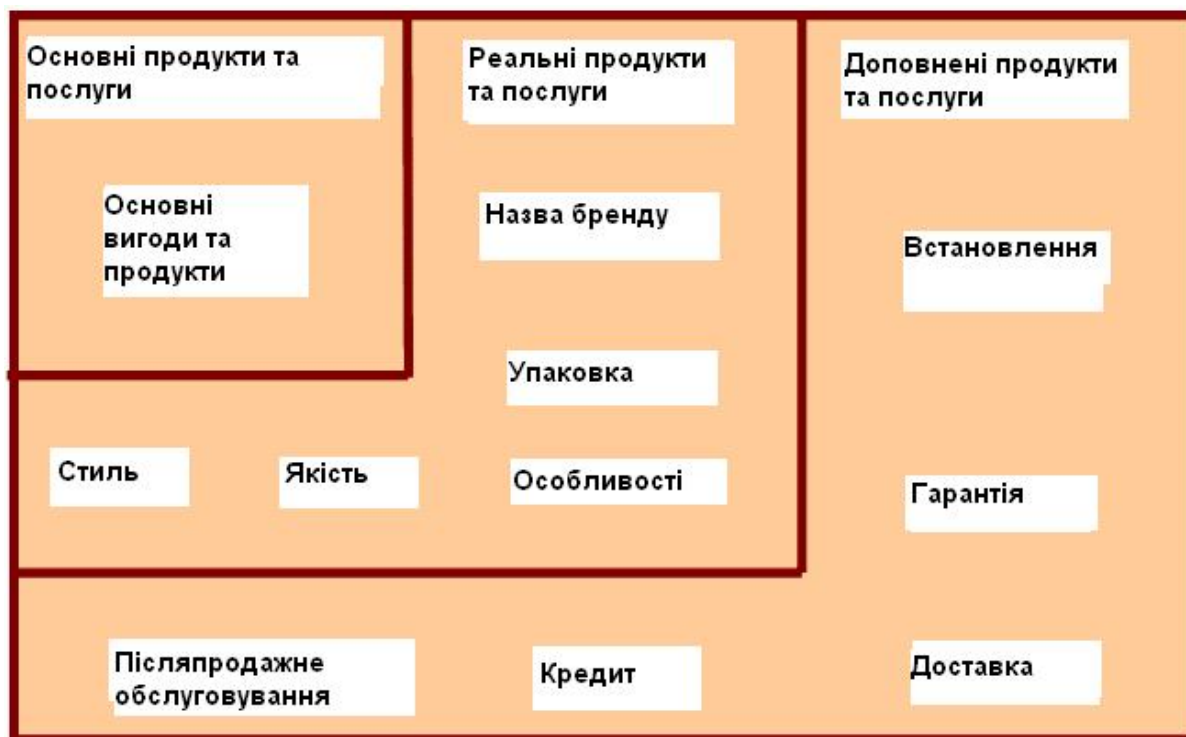 Основні продукти та
послуги
Реальні продукти
та послуги
Доповнені продукти
та послуги
Основні
вигоди та
продукти
Назва бренду
Встановлення
Упаковка
Стиль
Якість
Особливості
Гарантія
Післяпродажне
обслуговування
Кредит
Доставка